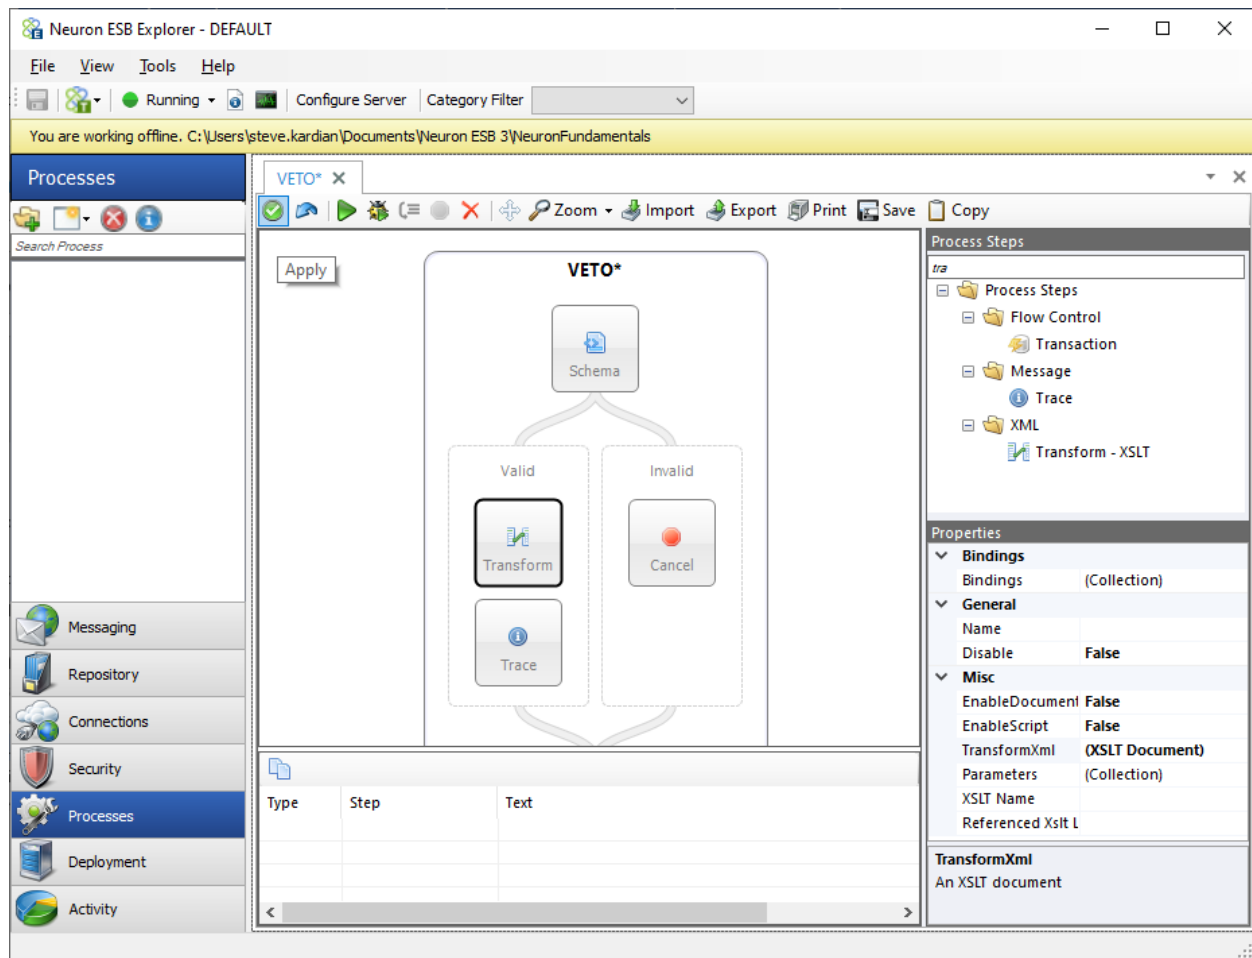 Neuron ESB Explorer - DEFAULT
File View Tools Help
Running Configure Server Category Filter
You are working offline. C:\Users\steve.kardian\Documents\Neuron ESB 3\NeuronFundamentals
Processes
Search Process
Messaging
Repository
Connections
Security
Processes
Deployment
Activity
VETO*
Zoom Import Export Print Save Copy
Apply
VETO*
Schema
Valid Invalid
Transform Cancel
Trace
Type Step Text
Process Steps
tra
Process Steps
Flow Control
Transaction
Message
Trace
XML
Transform - XSLT
Properties
Bindings
Bindings (Collection)
General
Name
Disable False
Misc
EnableDocument False
EnableScript False
TransformXml (XSLT Document)
Parameters (Collection)
XSLT Name
Referenced Xslt L
TransformXml
An XSLT document